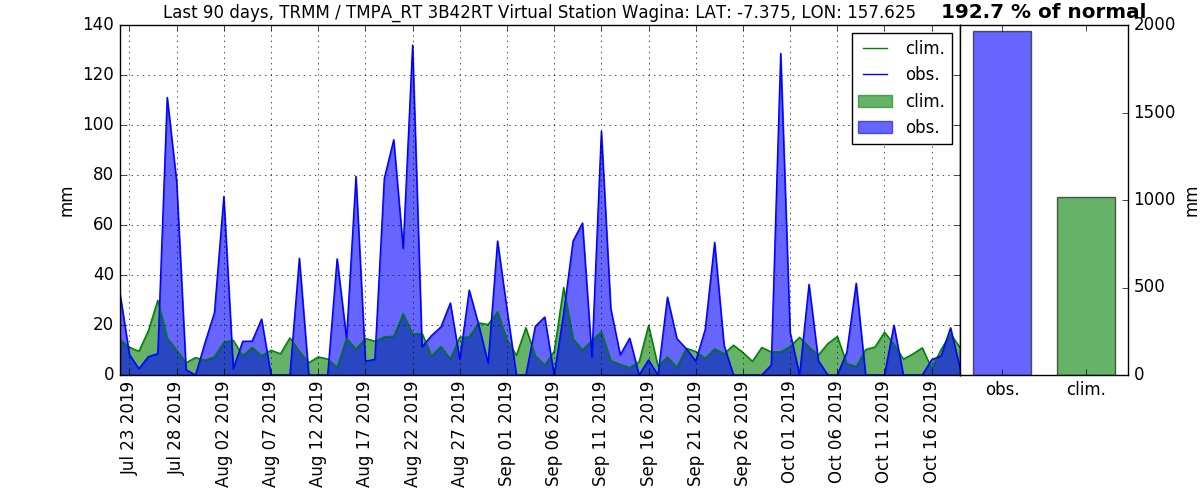 Last 90 days, TRMM / TMPA_RT 3B42RT Virtual Station Wagina: LAT: -7.375, LON: 157.625
192.7 % of normal
140
120
100
80
60
40
20
0
mm
clim.
obs.
clim.
obs.
2000
1500
1000
500
0
mm
Jul 23 2019
Jul 28 2019
Aug 02 2019
Aug 07 2019
Aug 12 2019
Aug 17 2019
Aug 22 2019
Aug 27 2019
Sep 01 2019
Sep 06 2019
Sep 11 2019
Sep 16 2019
Sep 21 2019
Sep 26 2019
Oct 01 2019
Oct 06 2019
Oct 11 2019
Oct 16 2019
obs.
clim.